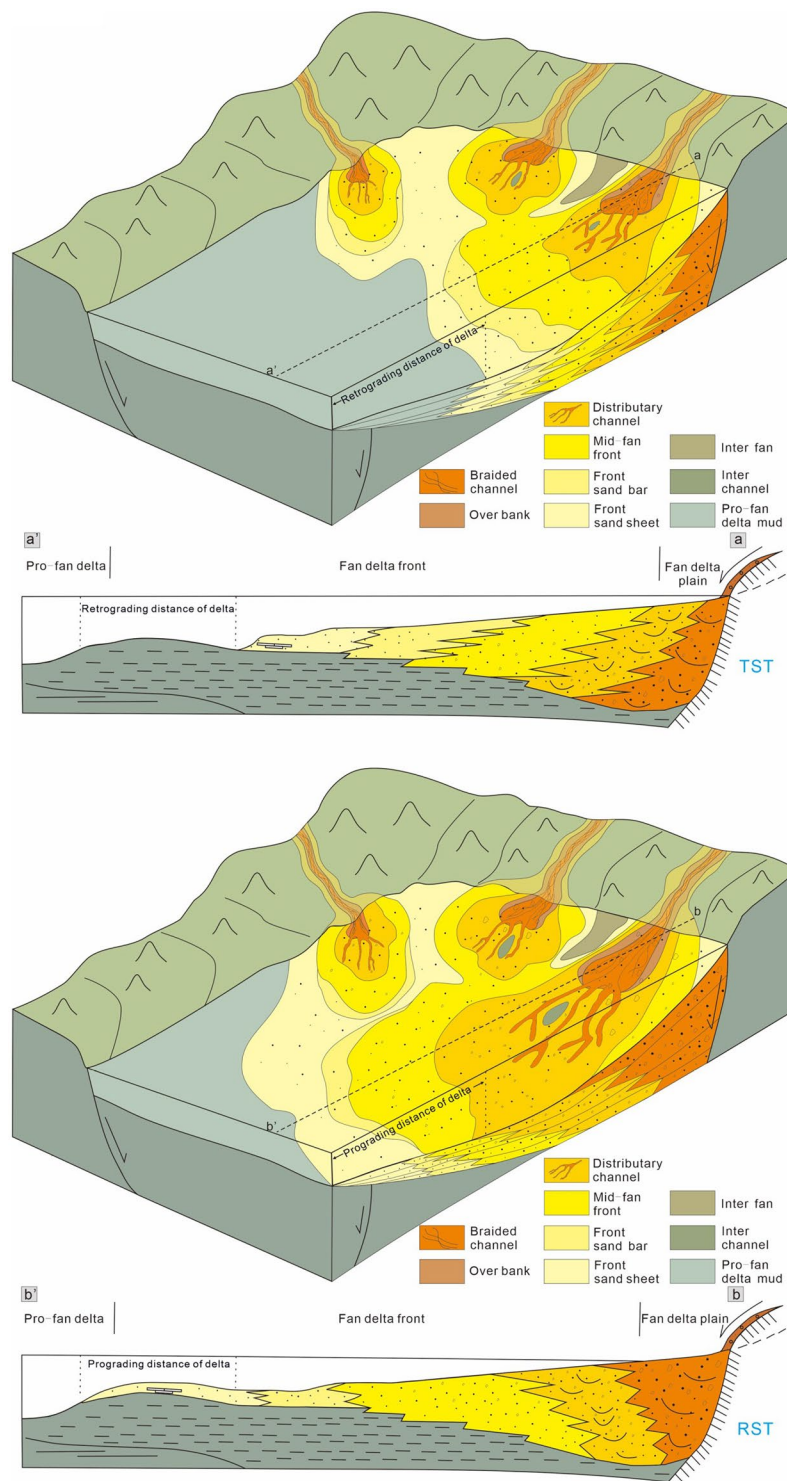 a
a'
Retrograding distance of delta
Distributary
channel
Mid-fan
front
Inter fan
Braided
channel
Front
sand bar
Inter
channel
Over bank
Front
sand sheet
Pro-fan
delta mud
a'
a
Pro-fan delta
Fan delta front
Fan delta
plain
Retrograding distance of delta
TST
b
b'
Prograding distance of delta
Distributary
channel
Mid-fan
front
Inter fan
Braided
channel
Front
sand bar
Inter
channel
Over bank
Front
sand sheet
Pro-fan
delta mud
b'
b
Pro-fan delta
Fan delta front
Fan delta plain
Prograding distance of delta
RST